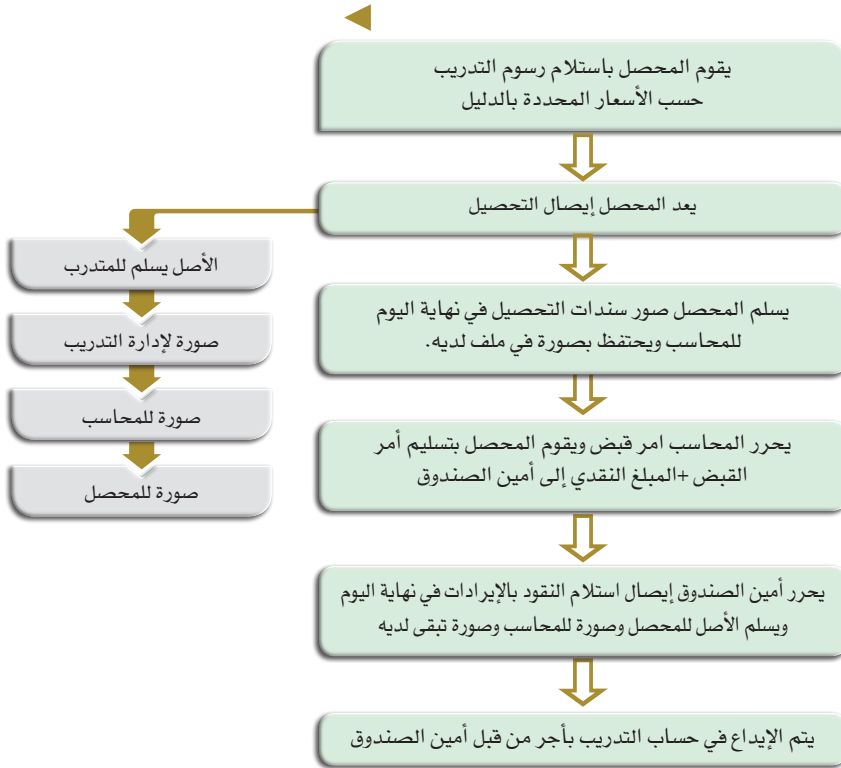 يقوم المحصل باستلام رسوم التدريب
حسب الأسعار المحددة بالدليل
يعد المحصل إيصال التحصيل
الأصل يسلم للمتدرب
صورة لإدارة التدريب
صورة للمحاسب
صورة للمحصل
يسلم المحصل صور سندات التحصيل في نهاية اليوم
للمحاسب ويحتفظ بصورة في ملف لديه.
يحرر المحاسب امر قبض ويقوم المحصل بتسليم أمر
القبض +المبلغ النقدي إلى أمين الصندوق
يحرر أمين الصندوق إيصال استلام النقود بالإيرادات في نهاية اليوم
ويسلم الأصل للمحصل وصورة للمحاسب وصورة تبقى لديه
يتم الإيداع في حساب التدريب بأجر من قبل أمين الصندوق